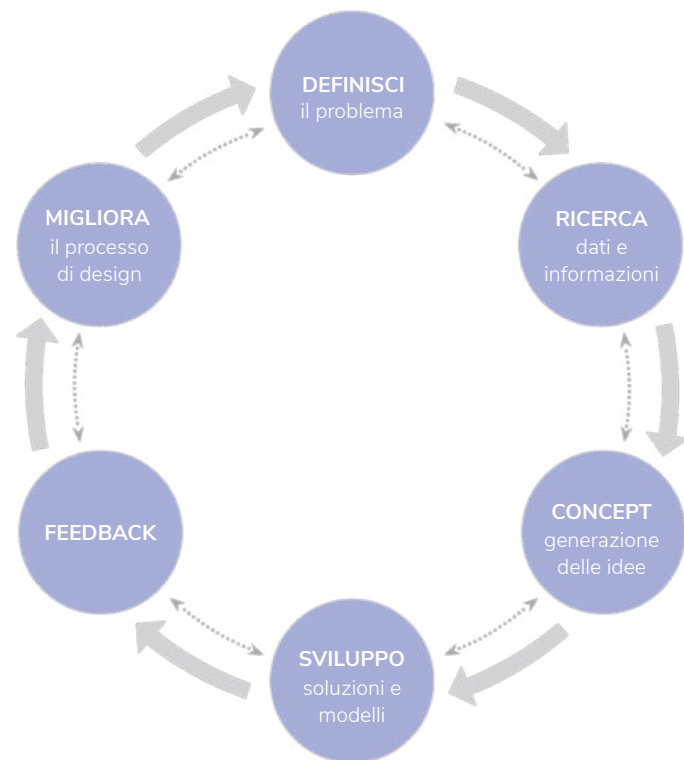 DEFINISCI
il problema
RICERCA
dati e
informazioni
CONCEPT
generazione
delle idee
SVILUPPO
soluzioni e
modelli
FEEDBACK
MIGLIORA
il processo
di design